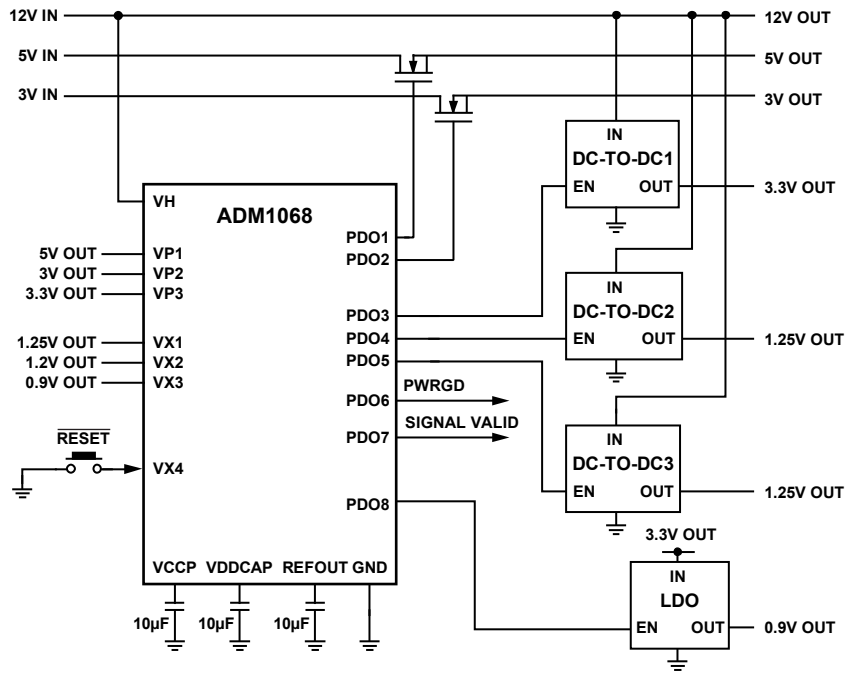 12V IN
12V OUT
5V IN
5V OUT
3V IN
3V OUT
IN
DC-TO-DC1
EN OUT
3.3V OUT
VH
ADM1068
PDO1
PDO2
5V OUT VP1
3V OUT VP2
3.3V OUT VP3
IN
DC-TO-DC2
EN OUT
1.25V OUT
PDO3
PDO4
PDO5
1.25V OUT VX1
1.2V OUT VX2
0.9V OUT VX3
PDO6 PWRGD
PDO7 SIGNAL VALID
RESET
VX4
IN
DC-TO-DC3
EN OUT
1.25V OUT
PDO8
3.3V OUT
IN
LDO
EN OUT
0.9V OUT
VCCP VDDCAP REFOUT GND
10µF 10µF 10µF